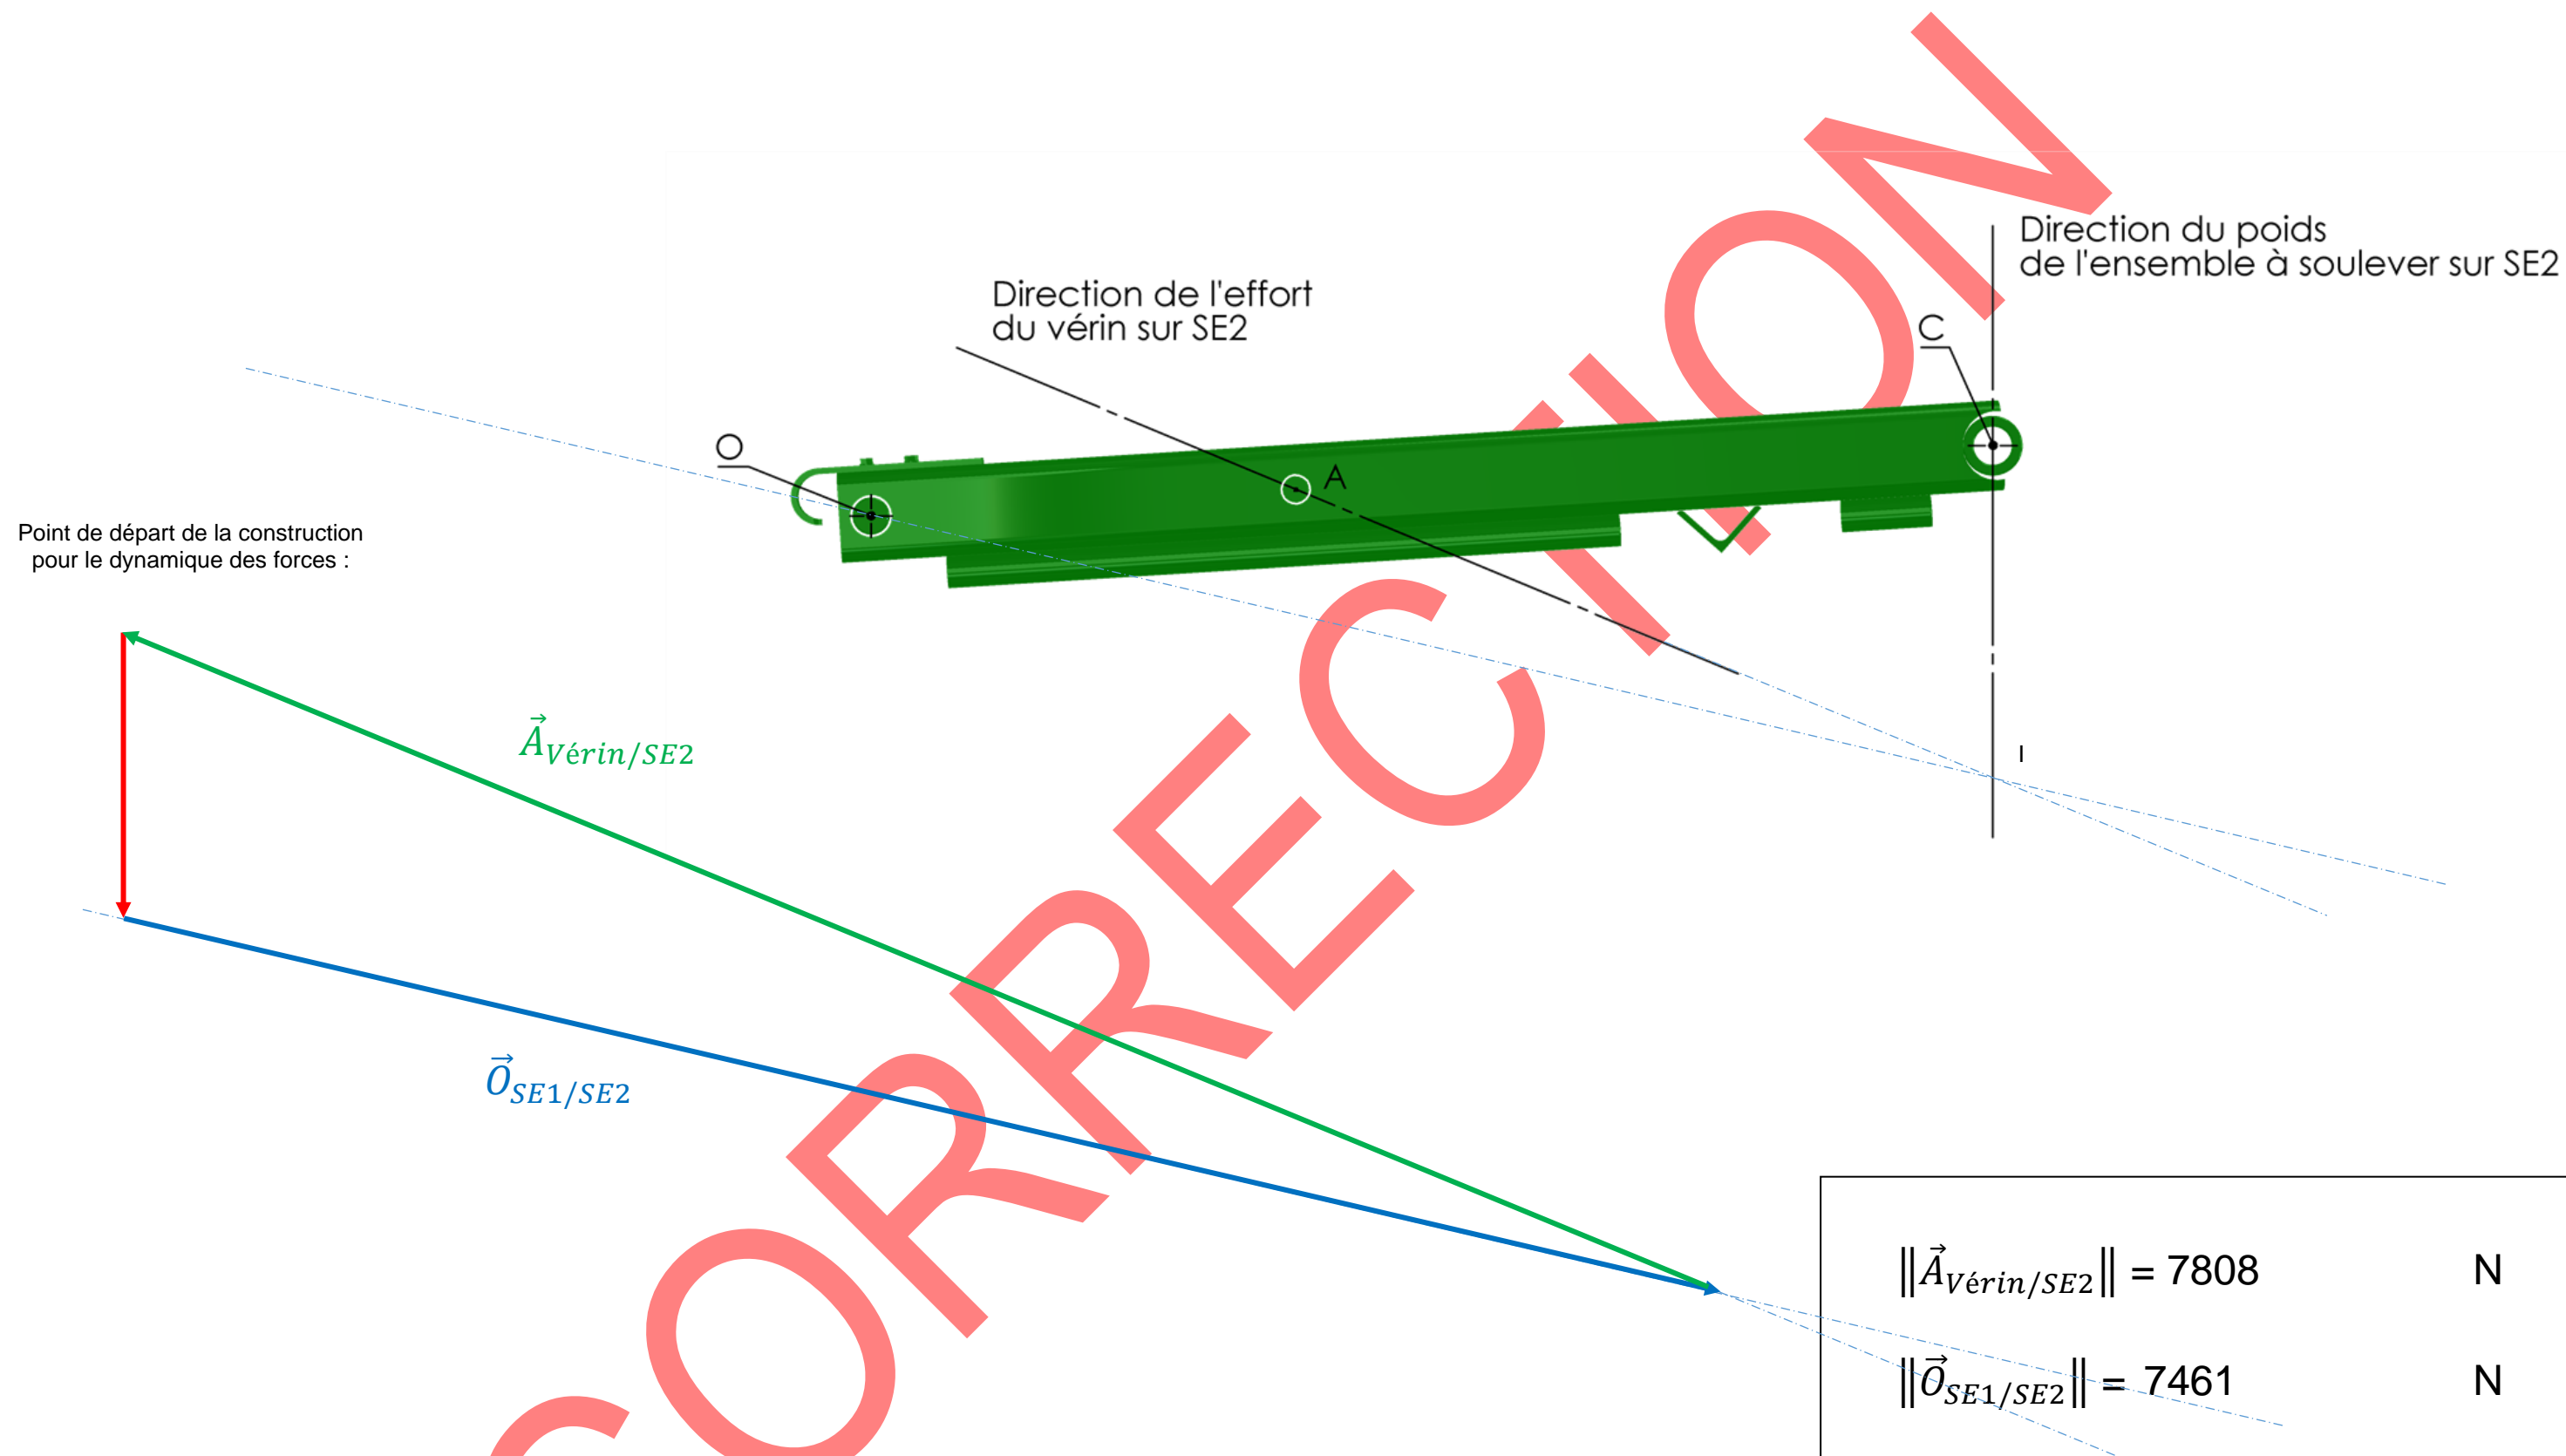 Direction du poids
de l'ensemble à soulever sur SE2
Direction de l'effort
du vérin sur SE2
C
O
A
Point de départ de la construction
pour le dynamique des forces :
I
A⃗ Vérin/SE2
O⃗ SE1/SE2
‖A⃗ Vérin/SE2‖ = 7808 N
‖O⃗ SE1/SE2‖ = 7461 N
CORRECTION